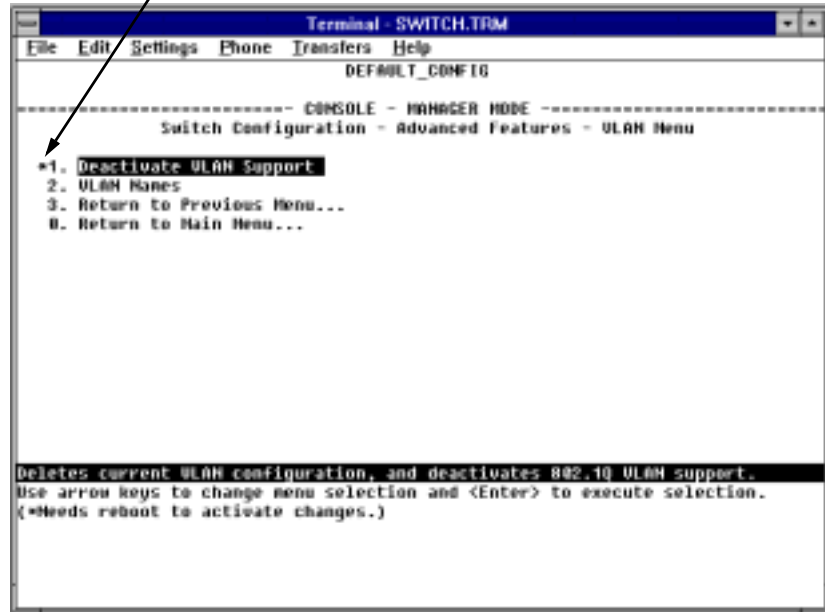 Terminal - SWITCH.TRM
File Edit Settings Phone Transfers Help
DEFAULT_CONFIG
------------------------- CONSOLE - MANAGER MODE -------------------------
Switch Configuration - Advanced Features - VLAN Menu
*1. Deactivate VLAN Support
2. VLAN Names
3. Return to Previous Menu...
0. Return to Main Menu...
Deletes current VLAN configuration, and deactivates 802.1Q VLAN support.
Use arrow keys to change menu selection and <Enter> to execute selection.
(*Needs reboot to activate changes.)